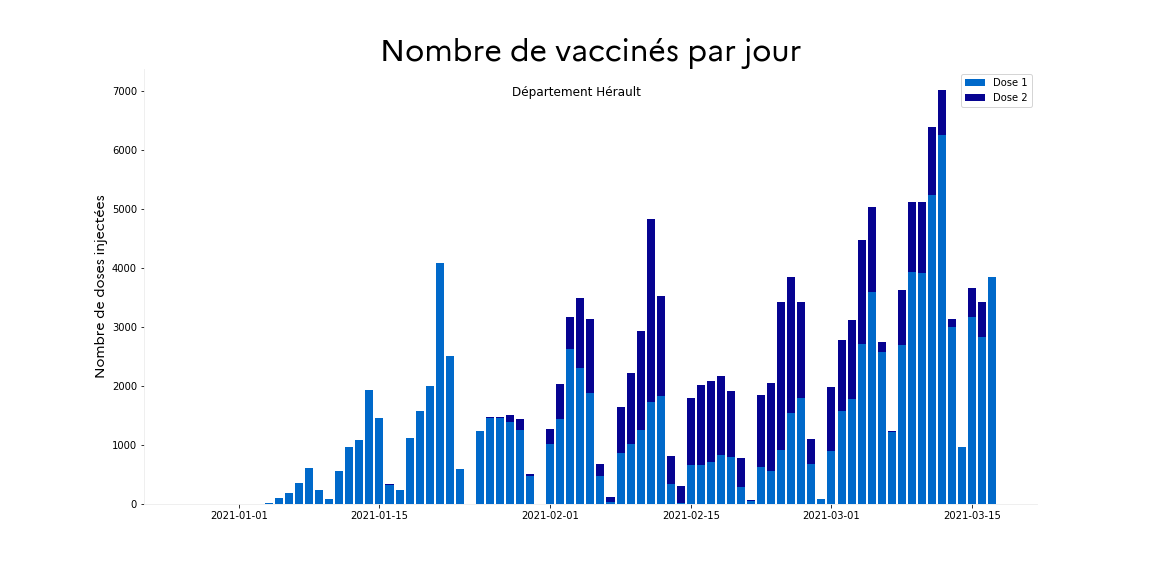 Nombre de vaccinés par jour
Département Hérault
Dose 1
Dose 2
Nombre de doses injectées
7000
6000
5000
4000
3000
2000
1000
0
2021-01-01
2021-01-15
2021-02-01
2021-02-15
2021-03-01
2021-03-15